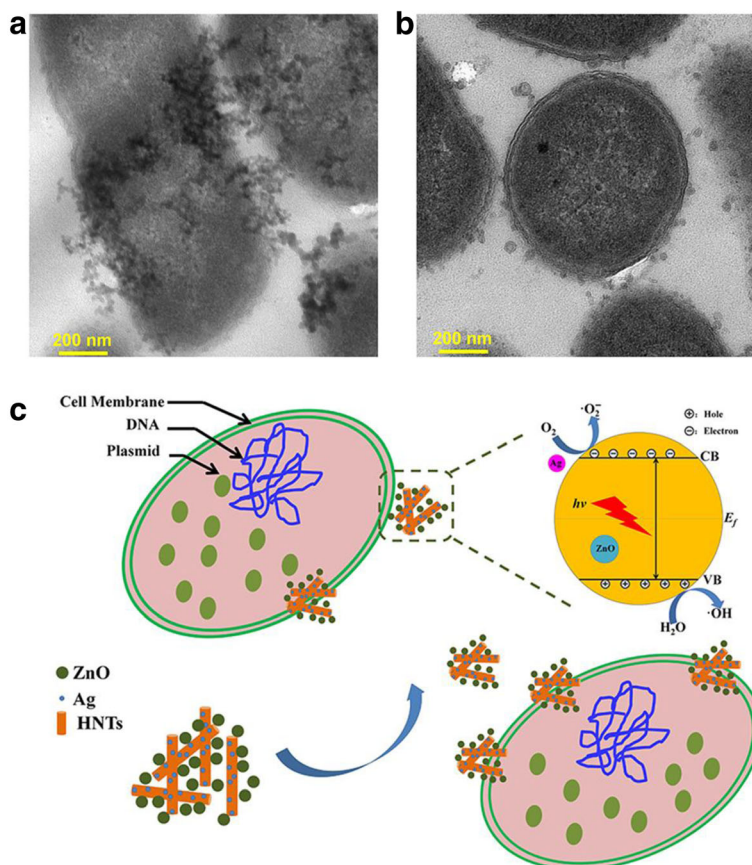 a
b
200 nm
200 nm
c
Cell Membrane
DNA
Plasmid
·O₂⁻
O₂
⊕: Hole
⊖: Electron
CB
Ag
hν
E_f
ZnO
VB
H₂O
·OH
ZnO
Ag
HNTs